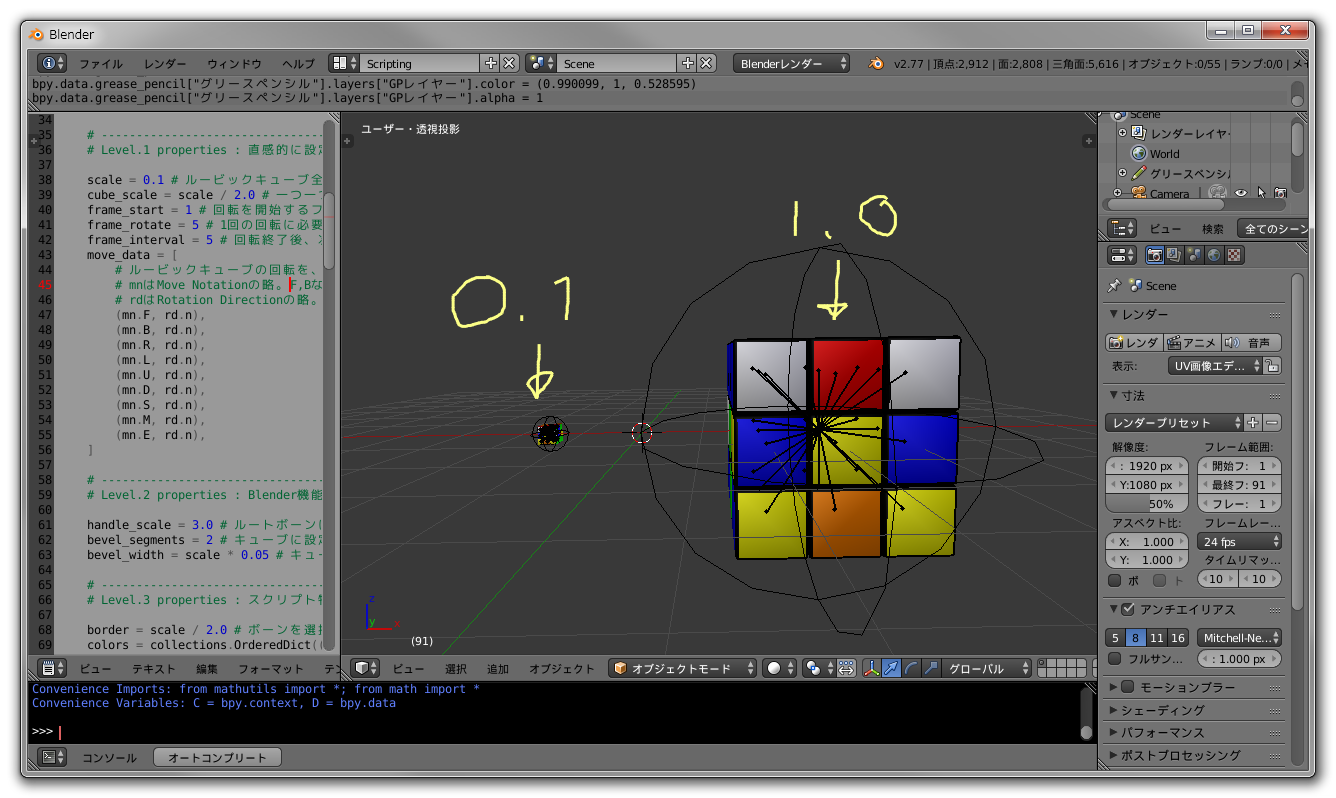 Blender
ファイル レンダー ウィンドウ ヘルプ Scripting Scene Blenderレンダー v2.77 | 頂点:2,912 | 面:2,808 | 三角面:5,616 | オブジェクト:0/55 | ランプ:0/0 | メモ
bpy.data.grease_pencil["グリースペンシル"].layers["GPレイヤー"].color = (0.990099, 1, 0.528595)
bpy.data.grease_pencil["グリースペンシル"].layers["GPレイヤー"].alpha = 1
34
35 # ----------------------------------
36 # Level.1 properties : 直感的に設定
37
38 scale = 0.1 # ルービックキューブ全
39 cube_scale = scale / 2.0 # 一つ一つ
40 frame_start = 1 # 回転を開始するフ
41 frame_rotate = 5 # 1回の回転に必要
42 frame_interval = 5 # 回転終了後、
43 move_data = [
44 # ルービックキューブの回転を、
45 # mnはMove Notationの略。F,Bな
46 # rdはRotation Directionの略。
47 (mn.F, rd.n),
48 (mn.B, rd.n),
49 (mn.R, rd.n),
50 (mn.L, rd.n),
51 (mn.U, rd.n),
52 (mn.D, rd.n),
53 (mn.S, rd.n),
54 (mn.M, rd.n),
55 (mn.E, rd.n),
56 ]
57
58 # ----------------------------------
59 # Level.2 properties : Blender機能
60
61 handle_scale = 3.0 # ルートボーンに
62 bevel_segments = 2 # キューブに設定
63 bevel_width = scale * 0.05 # キュー
64
65 # ----------------------------------
66 # Level.3 properties : スクリプト特
67
68 border = scale / 2.0 # ボーンを選択
69 colors = collections.OrderedDict((
ビュー テキスト 編集 フォーマット テン
ユーザー・透視投影
1.0
0.1
z
y
x
(91)
ビュー 選択 追加 オブジェクト オブジェクトモード グローバル
Scene
レンダーレイヤー
World
グリースペンシル
Camera
ビュー 検索 全てのシーン
Scene
レンダー
レンダ アニメ 音声
表示: UV画像エデ...
寸法
レンダープリセット
解像度: フレーム範囲:
: 1920 px 開始フ: 1
Y:1080 px 最終フ: 91
50% フレー: 1
アスペクト比: フレームレー...
X: 1.000 24 fps
Y: 1.000 タイムリマッ...
ボ ト 10 10
アンチエイリアス
5 8 11 16 Mitchell-Ne...
フルサン... : 1.000 px
モーションブラー
シェーディング
パフォーマンス
ポストプロセッシング
Convenience Imports: from mathutils import *; from math import *
Convenience Variables: C = bpy.context, D = bpy.data
>>>
コンソール オートコンプリート